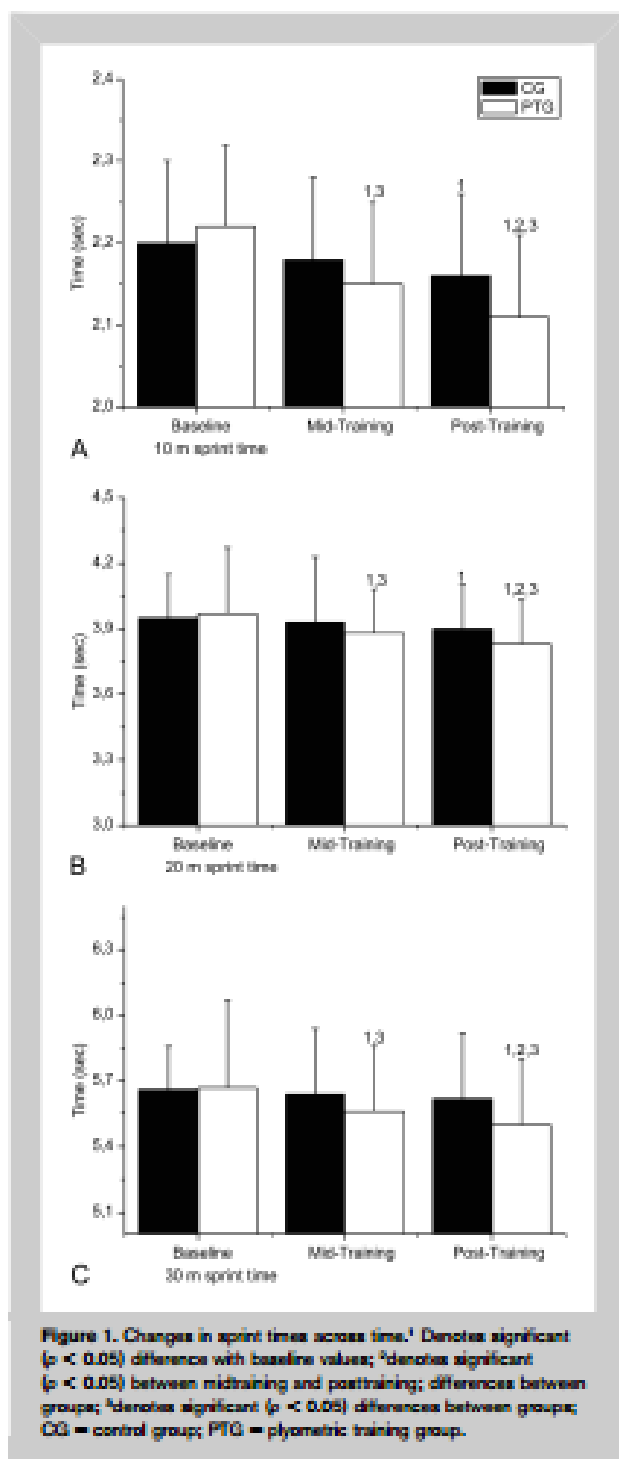 2,4
CG
PTG
2,3
1,3
1
1,2,3
2,2
Time (sec)
2,1
2,0
Baseline
Mid-Training
Post-Training
A
10 m sprint time
4,5
4,2
1,3
1
1,2,3
3,9
Time (sec)
3,6
3,3
3,0
Baseline
Mid-Training
Post-Training
B
20 m sprint time
6,3
6,0
1,3
1,2,3
5,7
Time (sec)
5,4
5,1
Baseline
Mid-Training
Post-Training
C
30 m sprint time
Figure 1. Changes in sprint times across time.¹ Denotes significant
(p < 0.05) difference with baseline values; ²denotes significant
(p < 0.05) between midtraining and posttraining; differences between
groups; ³denotes significant (p < 0.05) differences between groups;
CG = control group; PTG = plyometric training group.